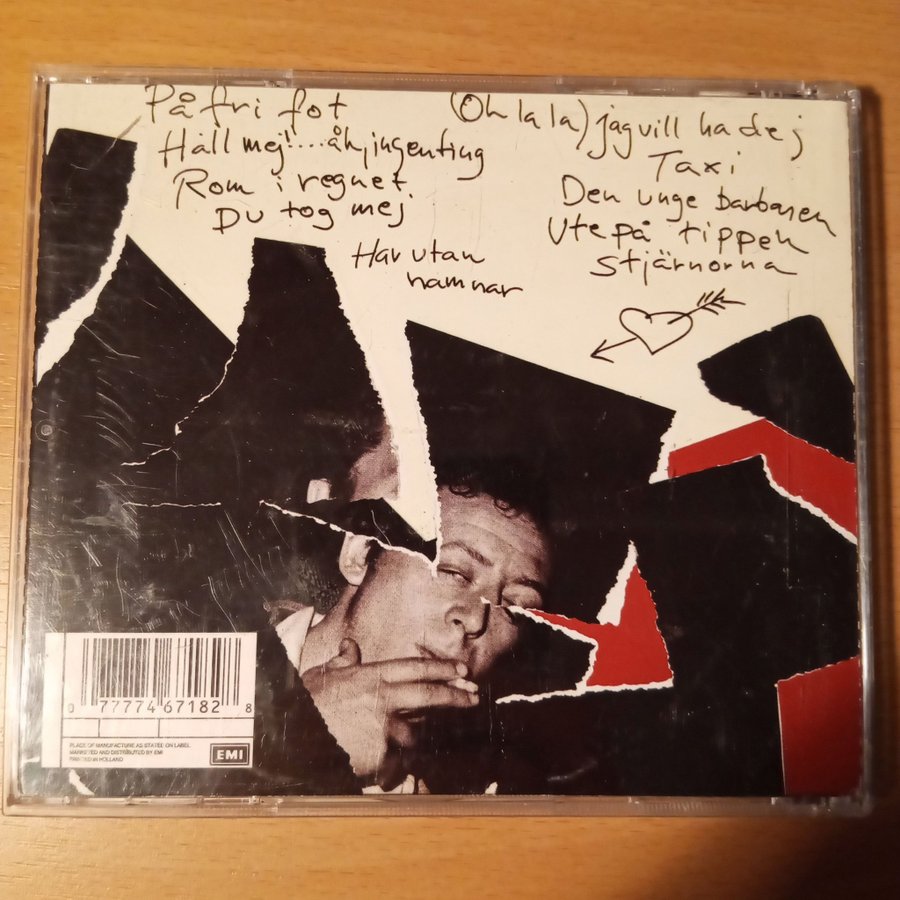 På fri fot
Håll mej!....åh, ingenting
Rom i regnet
Du tog mej
Har utan
hamnar
(Oh la la) jag vill ha dej
Taxi
Den unge barbaren
Ute på tippen
Stjärnorna
0 77774 67182 8
PLACE OF MANUFACTURE AS STATED ON LABEL
MARKETED AND DISTRIBUTED BY EMI
PRINTED IN HOLLAND
EMI